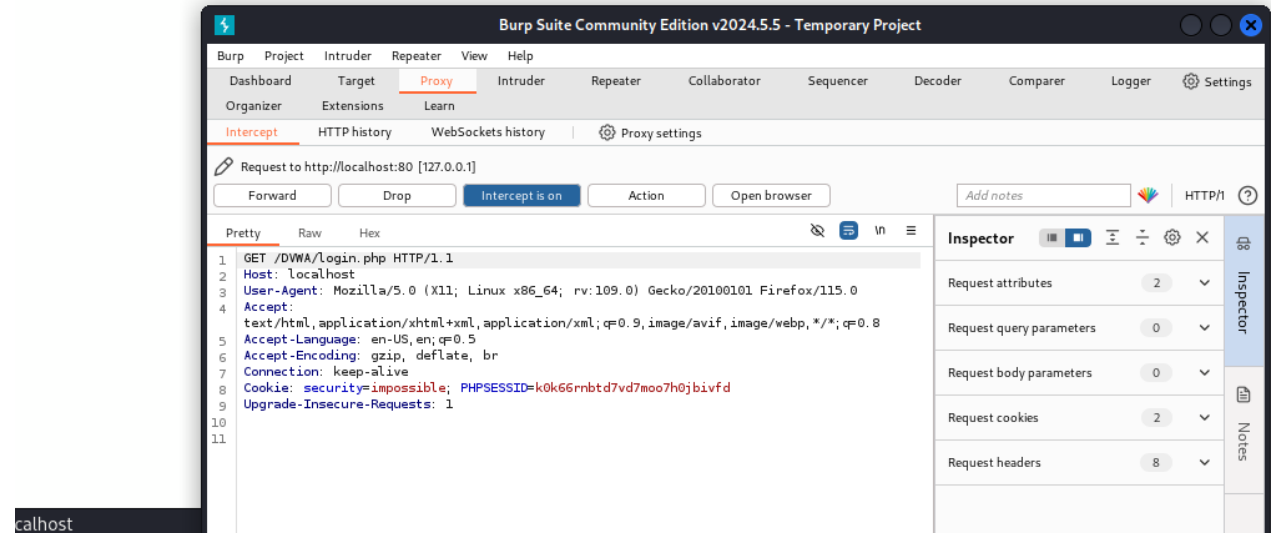 Burp Suite Community Edition v2024.5.5 - Temporary Project
Burp Project Intruder Repeater View Help
Dashboard Target Proxy Intruder Repeater Collaborator Sequencer Decoder Comparer Logger Settings
Organizer Extensions Learn
Intercept HTTP history WebSockets history Proxy settings
Request to http://localhost:80 [127.0.0.1]
Forward Drop Intercept is on Action Open browser Add notes HTTP/1 ?
Pretty Raw Hex \n
1 GET /DVWA/login.php HTTP/1.1
2 Host: localhost
3 User-Agent: Mozilla/5.0 (X11; Linux x86_64; rv:109.0) Gecko/20100101 Firefox/115.0
4 Accept:
text/html,application/xhtml+xml,application/xml;q=0.9,image/avif,image/webp,*/*;q=0.8
5 Accept-Language: en-US,en;q=0.5
6 Accept-Encoding: gzip, deflate, br
7 Connection: keep-alive
8 Cookie: security=impossible; PHPSESSID=k0k66rnbtd7vd7moo7h0jbivfd
9 Upgrade-Insecure-Requests: 1
10
11
Inspector
Request attributes 2
Request query parameters 0
Request body parameters 0
Request cookies 2
Request headers 8
Inspector
Notes
calhost